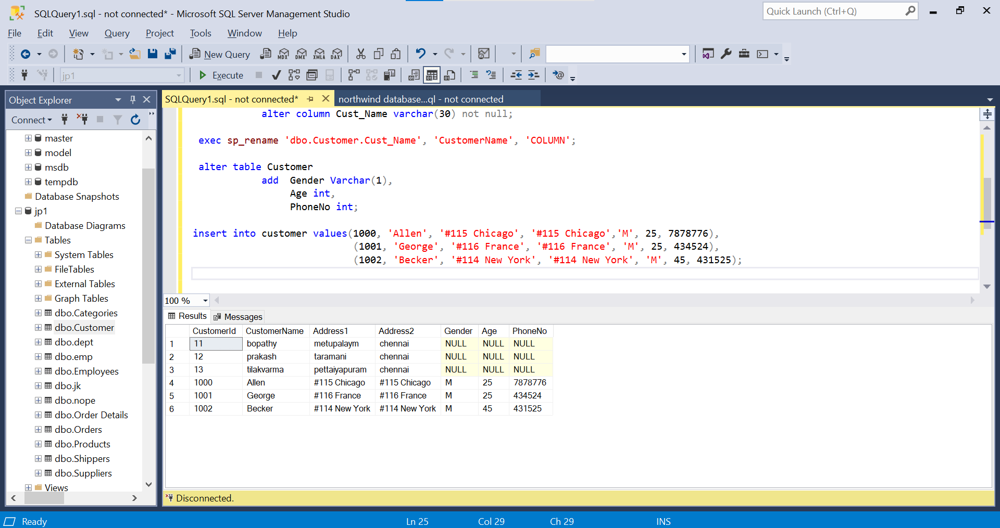 SQLQuery1.sql - not connected* - Microsoft SQL Server Management Studio
Quick Launch (Ctrl+Q)
File Edit View Query Project Tools Window Help
New Query MDX DMX XMLA DAX
jp1 Execute
Object Explorer
Connect
master
model
msdb
tempdb
Database Snapshots
jp1
Database Diagrams
Tables
System Tables
FileTables
External Tables
Graph Tables
dbo.Categories
dbo.Customer
dbo.dept
dbo.emp
dbo.Employees
dbo.jk
dbo.nope
dbo.Order Details
dbo.Orders
dbo.Products
dbo.Shippers
dbo.Suppliers
Views
SQLQuery1.sql - not connected* northwind database...ql - not connected
alter column Cust_Name varchar(30) not null;
exec sp_rename 'dbo.Customer.Cust_Name', 'CustomerName', 'COLUMN';
alter table Customer
add Gender Varchar(1),
Age int,
PhoneNo int;
insert into customer values(1000, 'Allen', '#115 Chicago', '#115 Chicago','M', 25, 7878776),
(1001, 'George', '#116 France', '#116 France', 'M', 25, 434524),
(1002, 'Becker', '#114 New York', '#114 New York', 'M', 45, 431525);
100 %
Results Messages
CustomerId CustomerName Address1 Address2 Gender Age PhoneNo
1 11 bopathy metupalaym chennai NULL NULL NULL
2 12 prakash taramani chennai NULL NULL NULL
3 13 tilakvarma pettaiyapuram chennai NULL NULL NULL
4 1000 Allen #115 Chicago #115 Chicago M 25 7878776
5 1001 George #116 France #116 France M 25 434524
6 1002 Becker #114 New York #114 New York M 45 431525
Disconnected.
Ready Ln 25 Col 29 Ch 29 INS